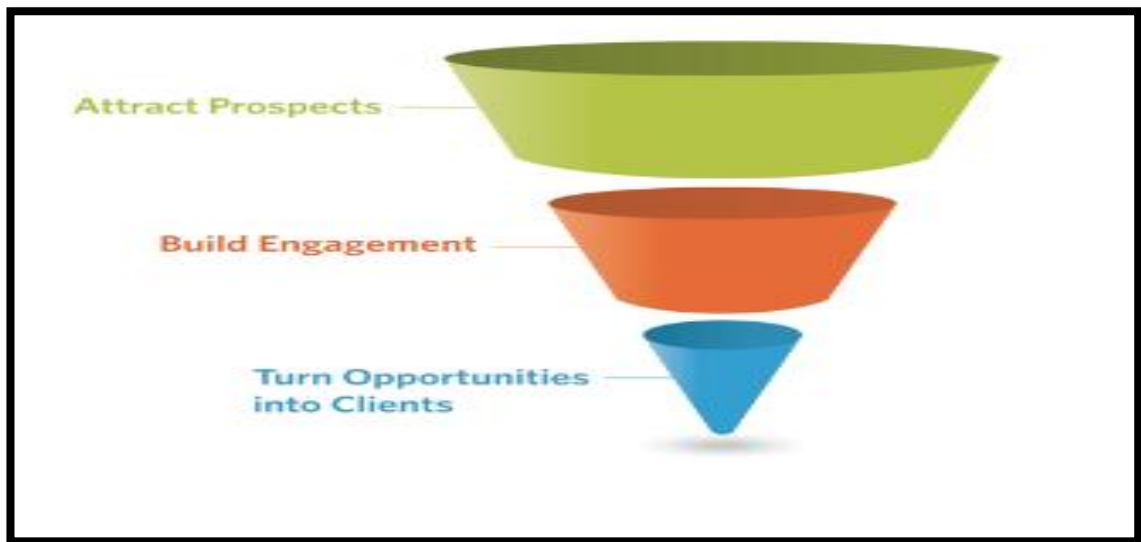 Attract Prospects
Build Engagement
Turn Opportunities
into Clients